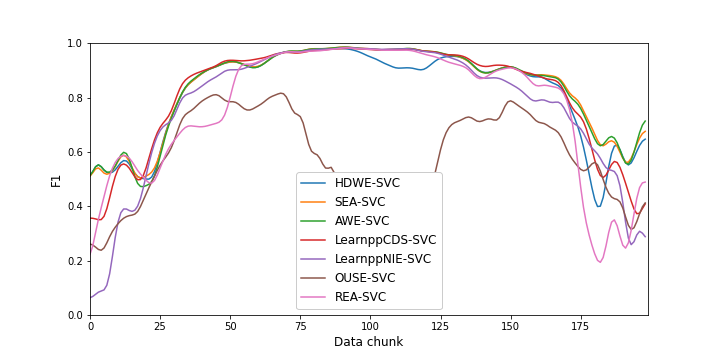 1.0
0.8
0.6
0.4
0.2
0.0
F1
0
25
50
75
100
125
150
175
Data chunk
HDWE-SVC
SEA-SVC
AWE-SVC
LearnppCDS-SVC
LearnppNIE-SVC
OUSE-SVC
REA-SVC